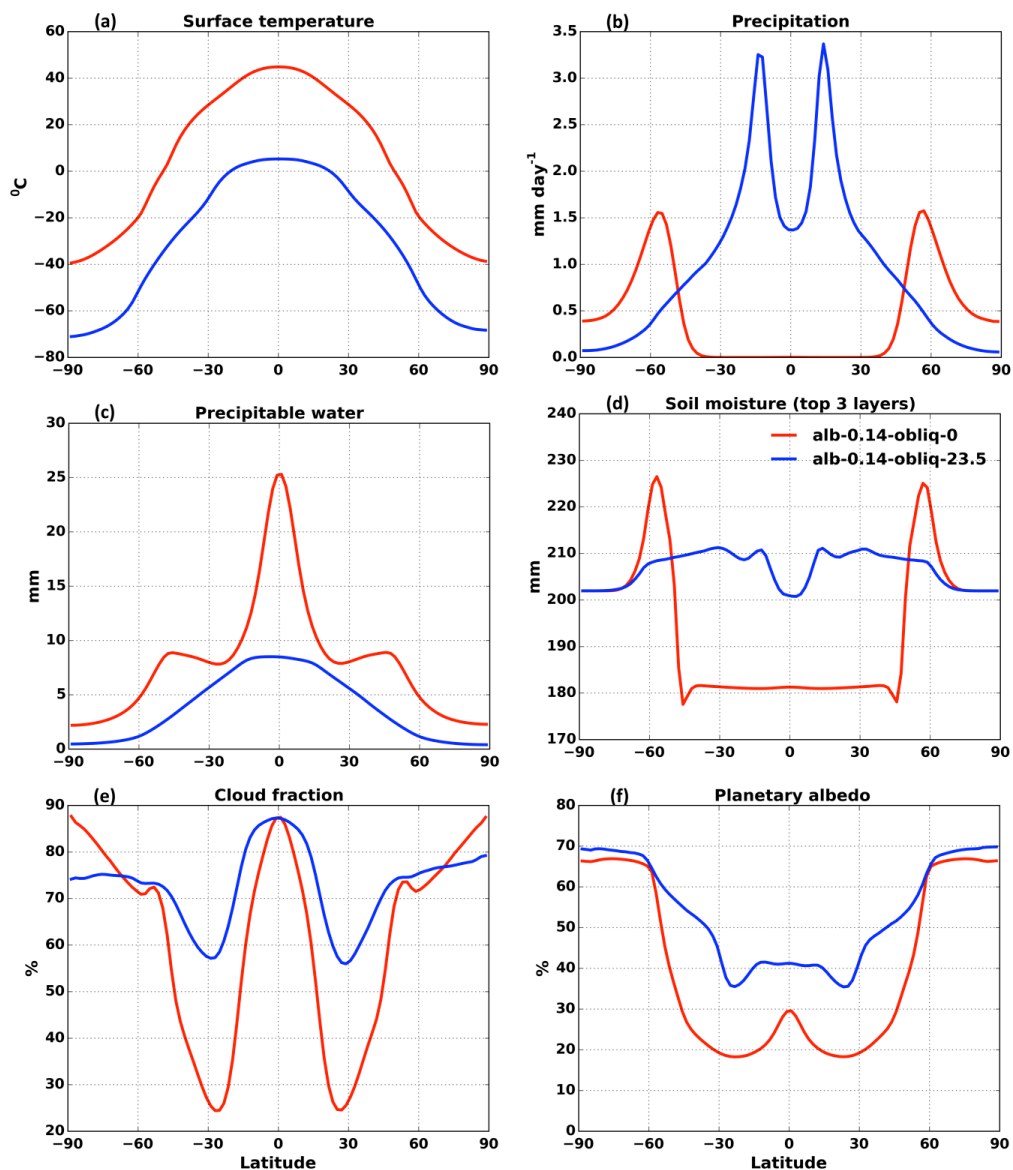 (a) Surface temperature
60
40
20
0
−20
−40
−60
−80
⁰C
−90 −60 −30 0 30 60 90
(b) Precipitation
3.5
3.0
2.5
2.0
1.5
1.0
0.5
0.0
mm day⁻¹
−90 −60 −30 0 30 60 90
(c) Precipitable water
30
25
20
15
10
5
0
mm
−90 −60 −30 0 30 60 90
(d) Soil moisture (top 3 layers)
240
230
220
210
200
190
180
170
mm
alb-0.14-obliq-0
alb-0.14-obliq-23.5
−90 −60 −30 0 30 60 90
(e) Cloud fraction
90
80
70
60
50
40
30
20
%
−90 −60 −30 0 30 60 90
Latitude
(f) Planetary albedo
80
70
60
50
40
30
20
10
0
%
−90 −60 −30 0 30 60 90
Latitude